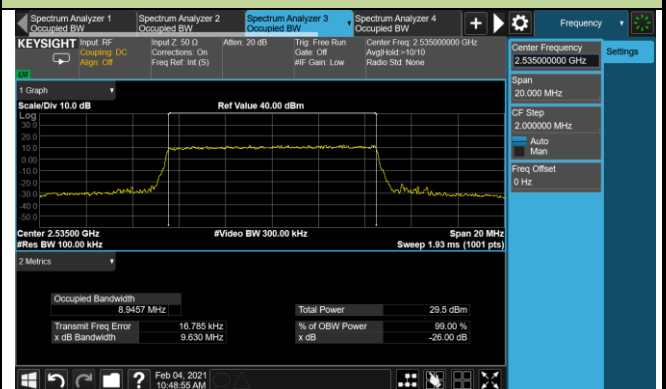 Spectrum Analyzer 1
Occupied BW
Spectrum Analyzer 2
Occupied BW
Spectrum Analyzer 3
Occupied BW
Spectrum Analyzer 4
Occupied BW
Frequency
KEYSIGHT
Input: RF
Coupling: DC
Align: Off
Input Z: 50 Ω
Corrections: On
Freq Ref: Int (S)
Atten: 20 dB
Trig: Free Run
Gate: Off
#IF Gain: Low
Center Freq: 2.535000000 GHz
Avg|Hold:>10/10
Radio Std: None
Center Frequency
2.535000000 GHz
Settings
Span
20.000 MHz
CF Step
2.000000 MHz
Auto
Man
Freq Offset
0 Hz
1 Graph
Scale/Div 10.0 dB
Ref Value 40.00 dBm
Log
30.0
20.0
10.0
0.00
-10.0
-20.0
-30.0
-40.0
-50.0
Center 2.53500 GHz
#Video BW 300.00 kHz
Span 20 MHz
#Res BW 100.00 kHz
Sweep 1.93 ms (1001 pts)
2 Metrics
Occupied Bandwidth
8.9457 MHz
Total Power 29.5 dBm
Transmit Freq Error 16.785 kHz
% of OBW Power 99.00 %
x dB Bandwidth 9.630 MHz
x dB -26.00 dB
Feb 04, 2021
10:48:55 AM